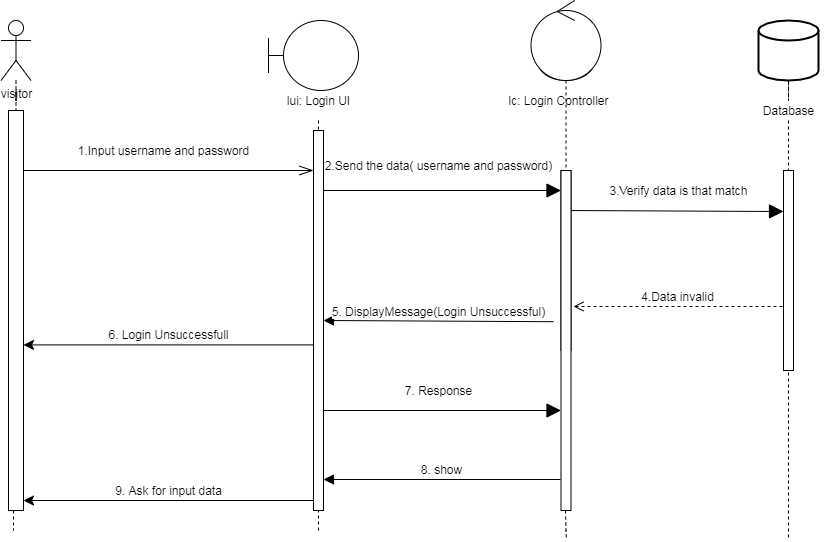 visitor
lui: Login UI
lc: Login Controller
Database
1.Input username and password
2.Send the data( username and password)
3.Verify data is that match
4.Data invalid
5. DisplayMessage(Login Unsuccessful)
6. Login Unsuccessfull
7. Response
8. show
9. Ask for input data